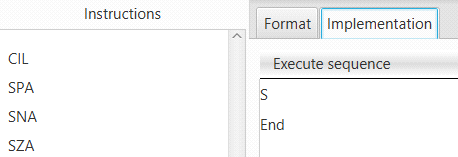 Instructions
CIL
SPA
SNA
SZA
Format
Implementation
Execute sequence
S
End